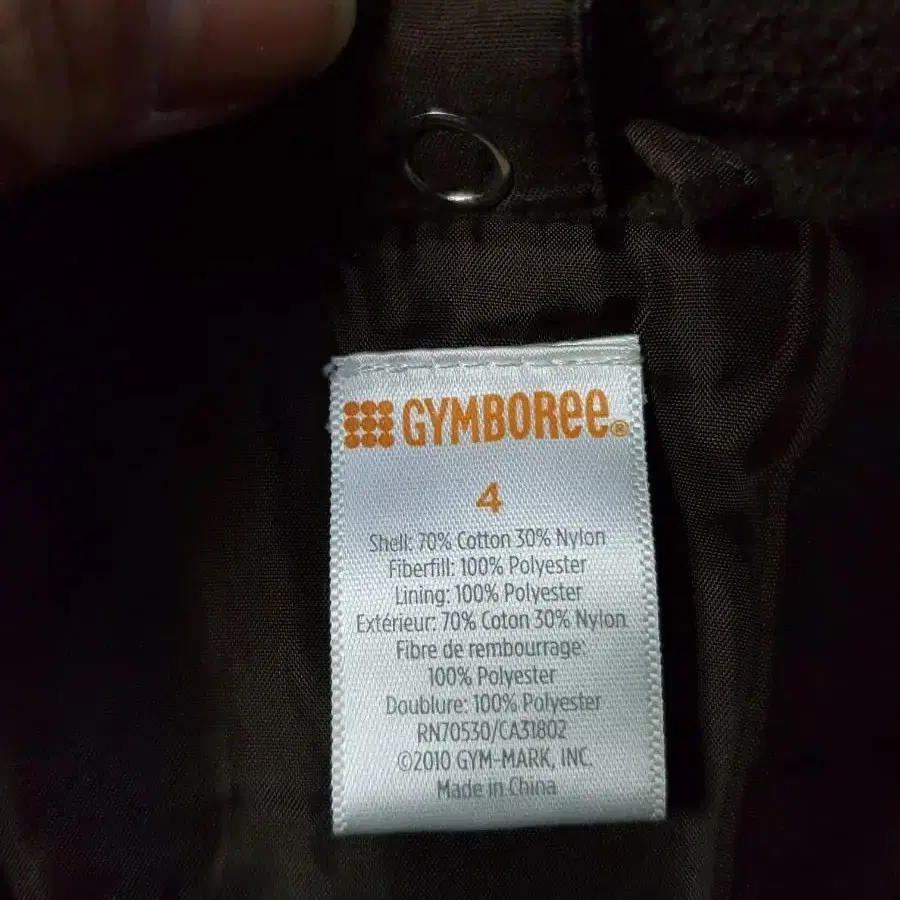 GYMBOREE®
4
Shell: 70% Cotton 30% Nylon
Fiberfill: 100% Polyester
Lining: 100% Polyester
Extérieur: 70% Coton 30% Nylon
Fibre de rembourrage:
100% Polyester
Doublure: 100% Polyester
RN70530/CA31802
©2010 GYM-MARK, INC.
Made in China